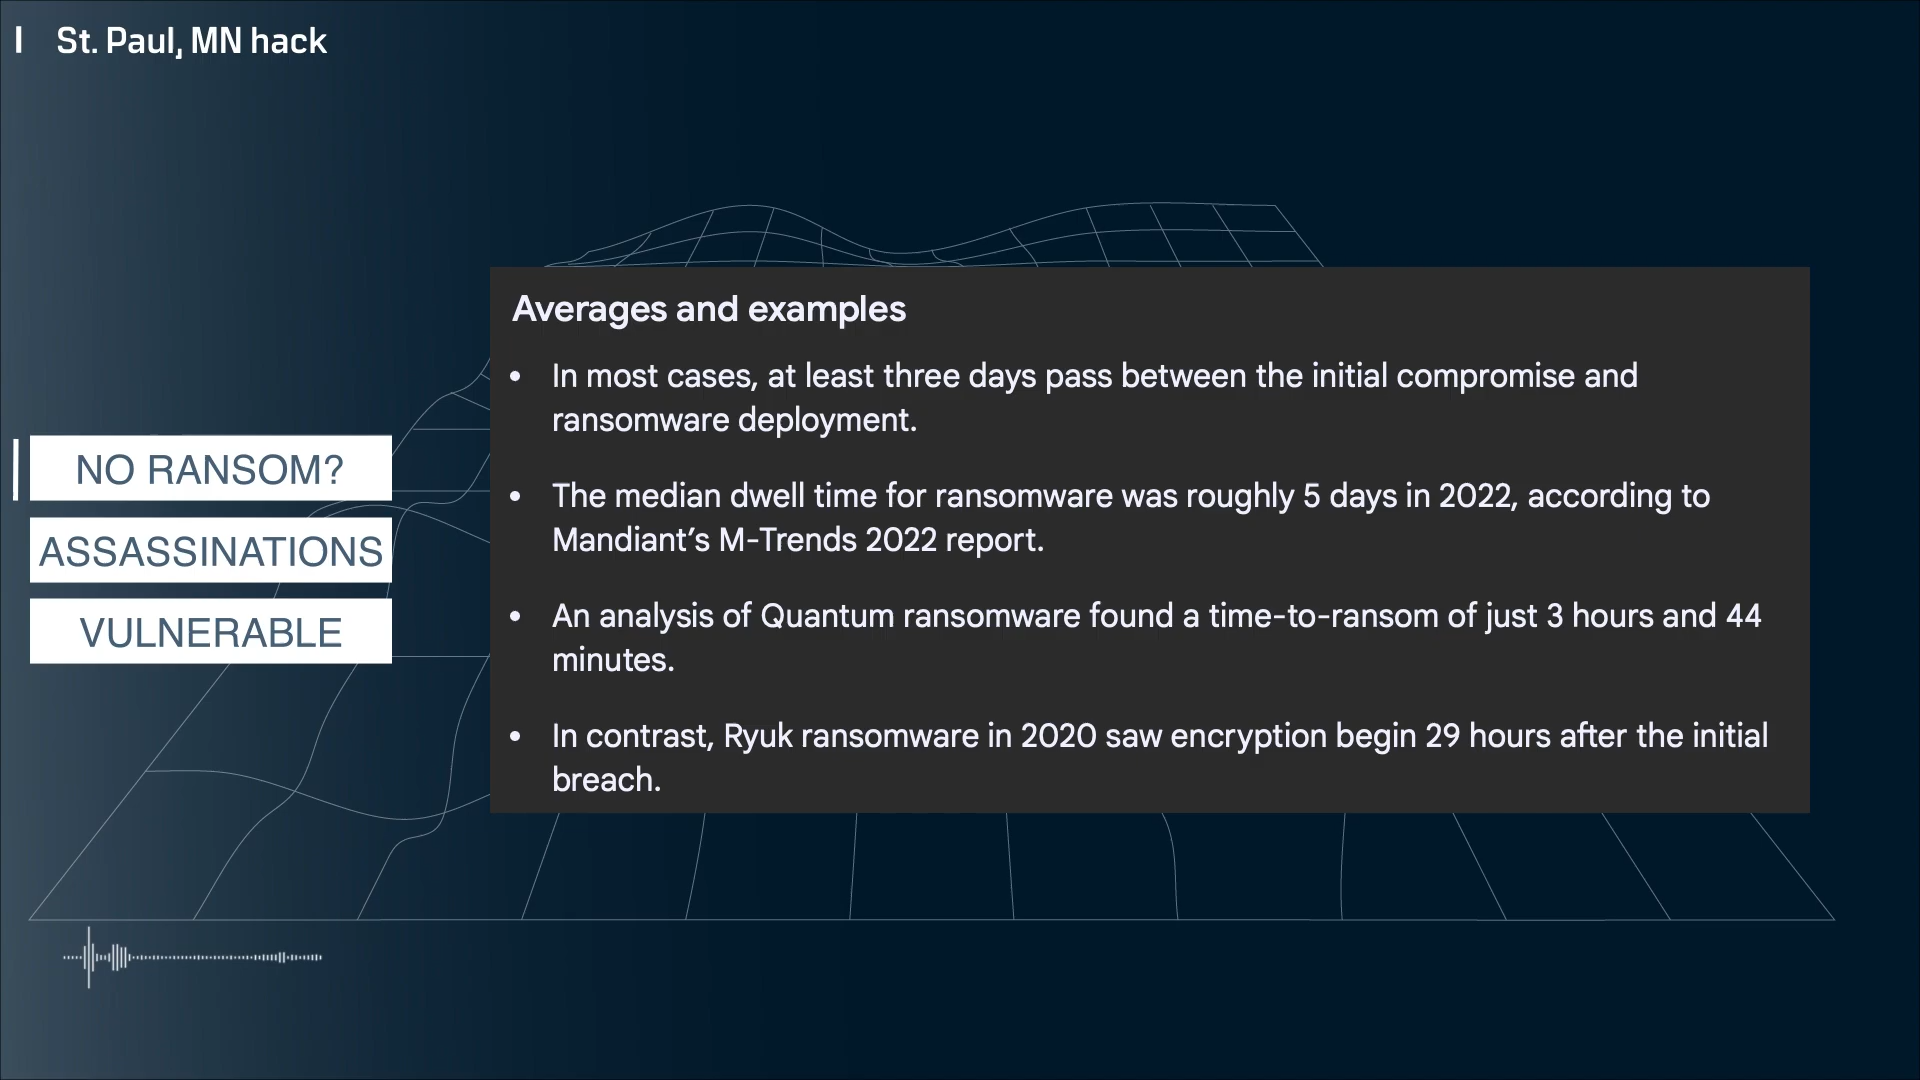 St. Paul, MN hack
NO RANSOM?
ASSASSINATIONS
VULNERABLE
Averages and examples
• In most cases, at least three days pass between the initial compromise and
ransomware deployment.
• The median dwell time for ransomware was roughly 5 days in 2022, according to
Mandiant’s M-Trends 2022 report.
• An analysis of Quantum ransomware found a time-to-ransom of just 3 hours and 44
minutes.
• In contrast, Ryuk ransomware in 2020 saw encryption begin 29 hours after the initial
breach.